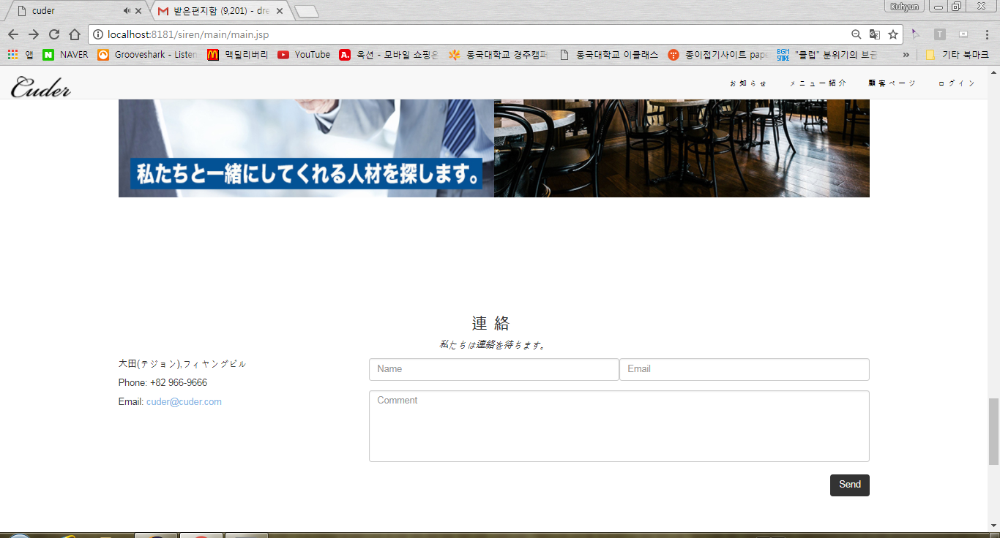 cuder
받은편지함 (9,201) - dre
Kuhyun
localhost:8181/siren/main/main.jsp
앱 NAVER Grooveshark - Listen 맥딜리버리 YouTube 옥션 - 모바일 쇼핑은 동국대학교 경주캠퍼 동국대학교 이클래스 종이접기사이트 pape BGM STORE "클럽" 분위기의 브금 » 기타 북마크
Cuder お知らせ メニュー紹介 顧客ページ ログイン
私たちと一緒にしてくれる人材を探します。
連絡
私たちは連絡を待ちます。
大田(テジョン),フィヤングビル
Phone: +82 966-9666
Email: cuder@cuder.com
Name Email
Comment
Send